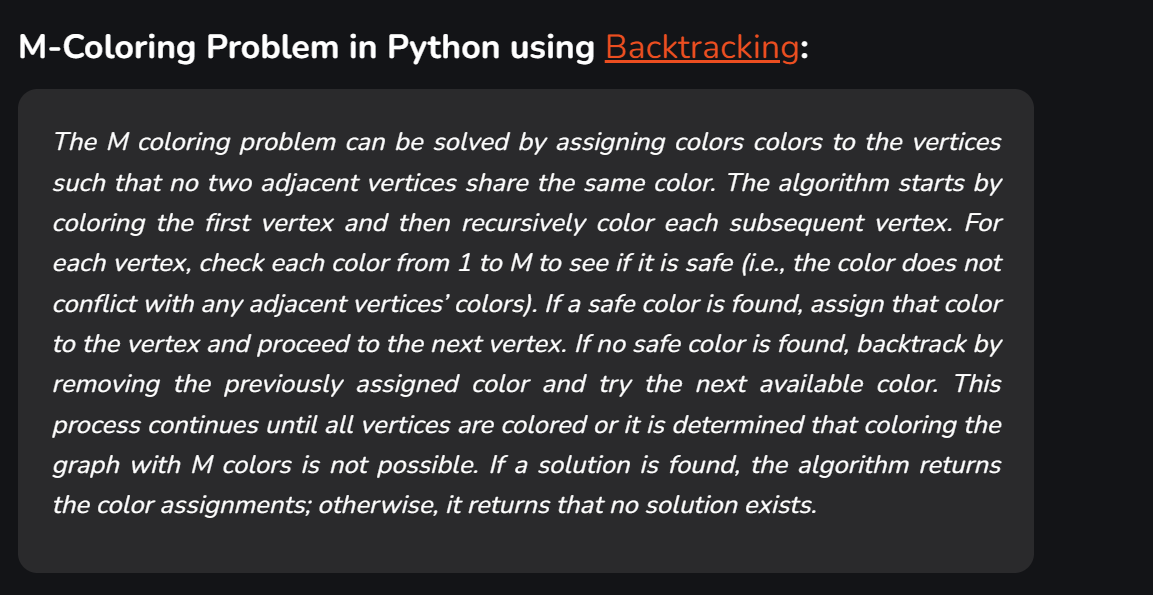 M-Coloring Problem in Python using Backtracking:
The M coloring problem can be solved by assigning colors colors to the vertices
such that no two adjacent vertices share the same color. The algorithm starts by
coloring the first vertex and then recursively color each subsequent vertex. For
each vertex, check each color from 1 to M to see if it is safe (i.e., the color does not
conflict with any adjacent vertices’ colors). If a safe color is found, assign that color
to the vertex and proceed to the next vertex. If no safe color is found, backtrack by
removing the previously assigned color and try the next available color. This
process continues until all vertices are colored or it is determined that coloring the
graph with M colors is not possible. If a solution is found, the algorithm returns
the color assignments; otherwise, it returns that no solution exists.